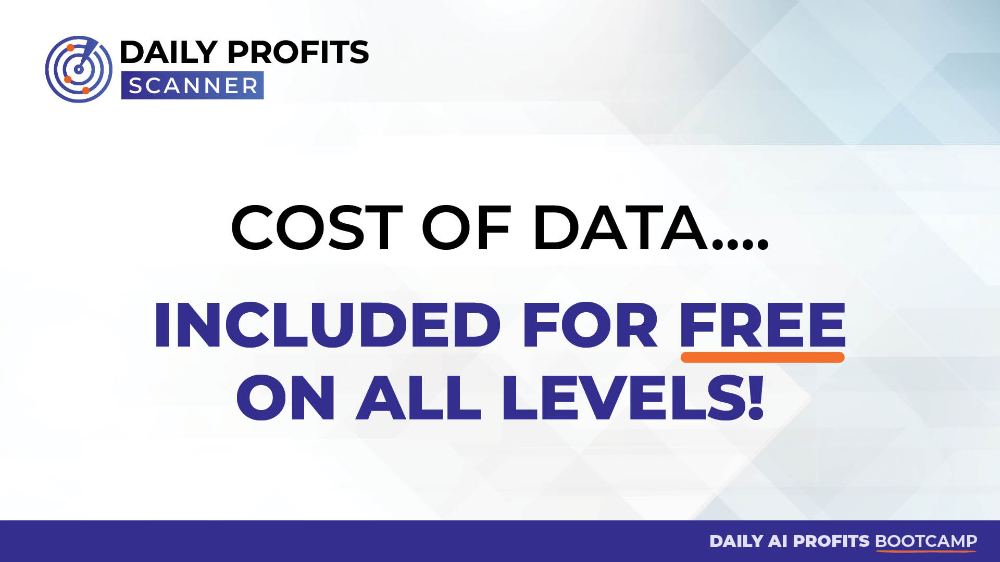 DAILY PROFITS
SCANNER
COST OF DATA....
INCLUDED FOR FREE
ON ALL LEVELS!
DAILY AI PROFITS BOOTCAMP